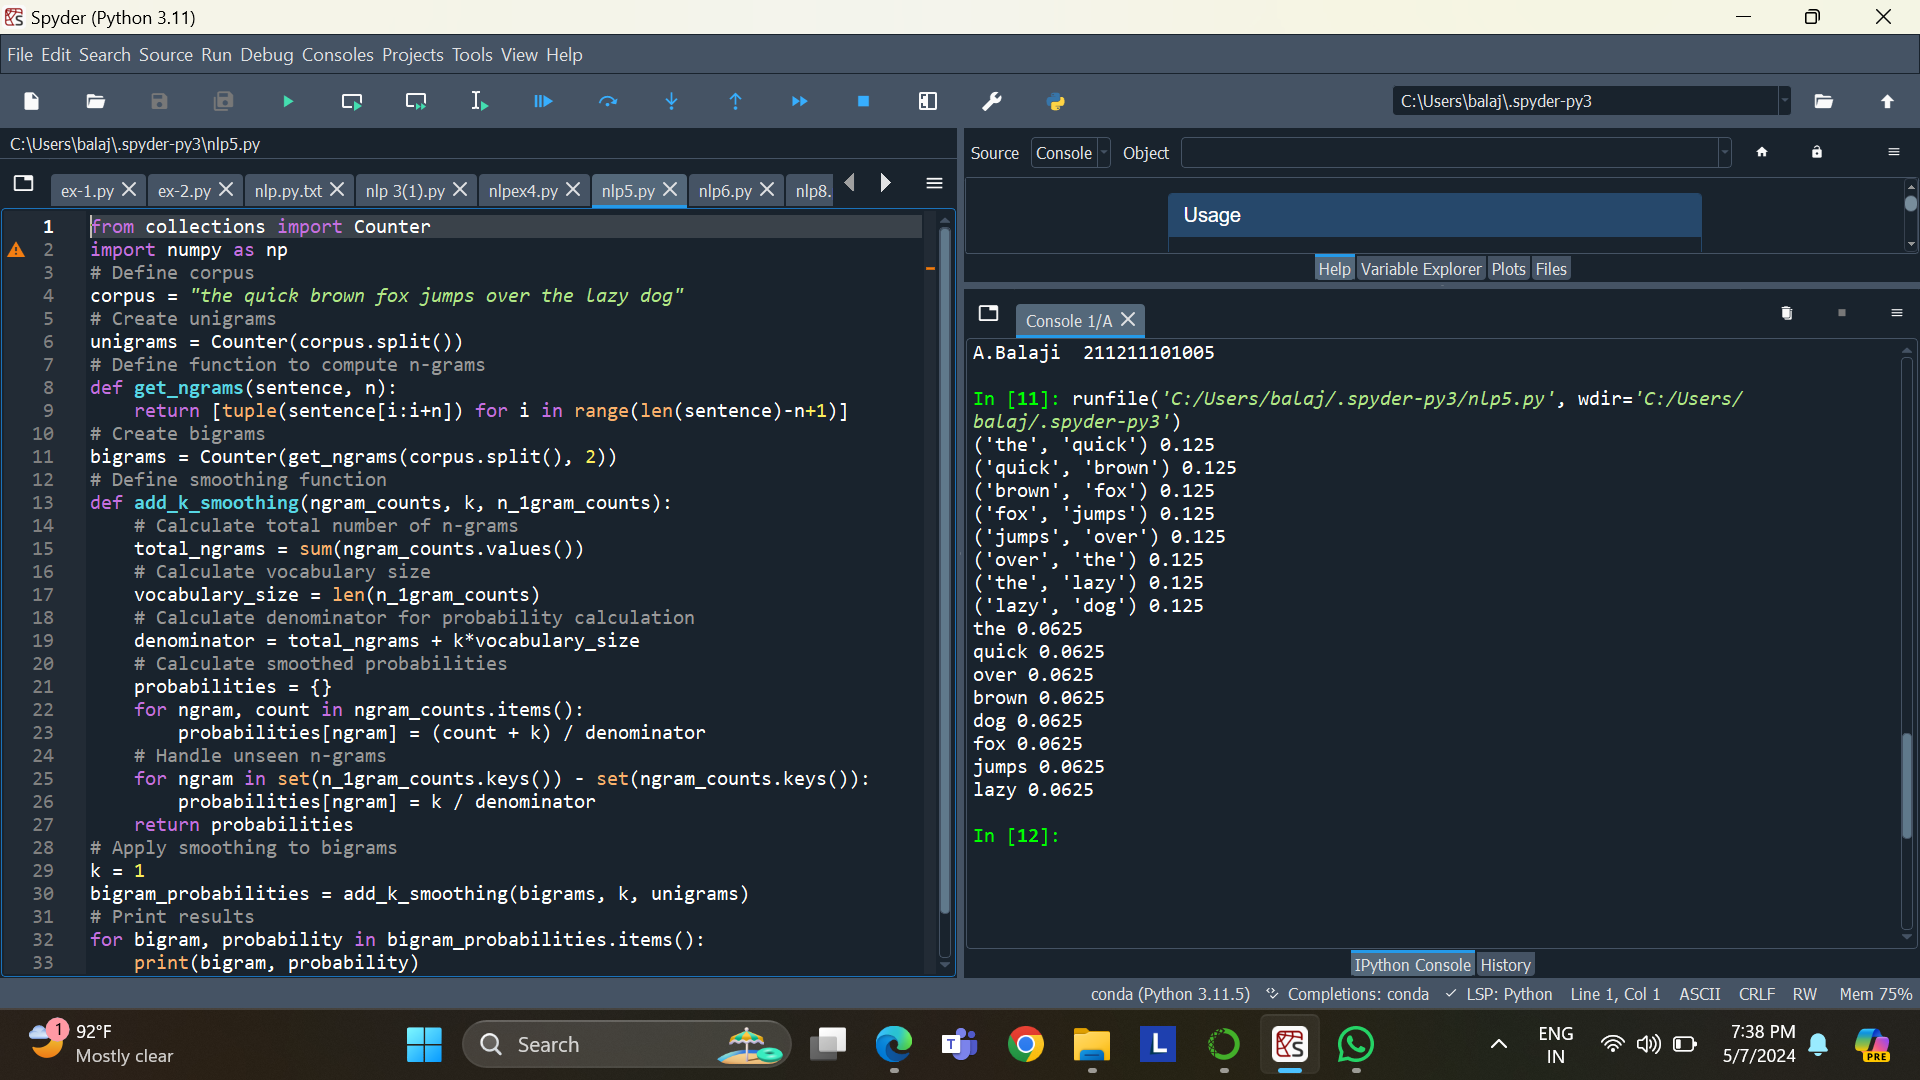 Spyder (Python 3.11)
File Edit Search Source Run Debug Consoles Projects Tools View Help
C:\Users\balaj\.spyder-py3
C:\Users\balaj\.spyder-py3\nlp5.py
ex-1.py ex-2.py nlp.py.txt nlp 3(1).py nlpex4.py nlp5.py nlp6.py nlp8.
1 from collections import Counter
2 import numpy as np
3 # Define corpus
4 corpus = "the quick brown fox jumps over the lazy dog"
5 # Create unigrams
6 unigrams = Counter(corpus.split())
7 # Define function to compute n-grams
8 def get_ngrams(sentence, n):
9     return [tuple(sentence[i:i+n]) for i in range(len(sentence)-n+1)]
10 # Create bigrams
11 bigrams = Counter(get_ngrams(corpus.split(), 2))
12 # Define smoothing function
13 def add_k_smoothing(ngram_counts, k, n_1gram_counts):
14     # Calculate total number of n-grams
15     total_ngrams = sum(ngram_counts.values())
16     # Calculate vocabulary size
17     vocabulary_size = len(n_1gram_counts)
18     # Calculate denominator for probability calculation
19     denominator = total_ngrams + k*vocabulary_size
20     # Calculate smoothed probabilities
21     probabilities = {}
22     for ngram, count in ngram_counts.items():
23         probabilities[ngram] = (count + k) / denominator
24     # Handle unseen n-grams
25     for ngram in set(n_1gram_counts.keys()) - set(ngram_counts.keys()):
26         probabilities[ngram] = k / denominator
27     return probabilities
28 # Apply smoothing to bigrams
29 k = 1
30 bigram_probabilities = add_k_smoothing(bigrams, k, unigrams)
31 # Print results
32 for bigram, probability in bigram_probabilities.items():
33     print(bigram, probability)
Source Console Object
Usage
Help Variable Explorer Plots Files
Console 1/A
A.Balaji  211211101005
In [11]: runfile('C:/Users/balaj/.spyder-py3/nlp5.py', wdir='C:/Users/
balaj/.spyder-py3')
('the', 'quick') 0.125
('quick', 'brown') 0.125
('brown', 'fox') 0.125
('fox', 'jumps') 0.125
('jumps', 'over') 0.125
('over', 'the') 0.125
('the', 'lazy') 0.125
('lazy', 'dog') 0.125
the 0.0625
quick 0.0625
over 0.0625
brown 0.0625
dog 0.0625
fox 0.0625
jumps 0.0625
lazy 0.0625
In [12]:
IPython Console History
conda (Python 3.11.5) Completions: conda LSP: Python Line 1, Col 1 ASCII CRLF RW Mem 75%
1
92°F
Mostly clear
Search
T
L
PRE
ENG
IN
7:38 PM
5/7/2024